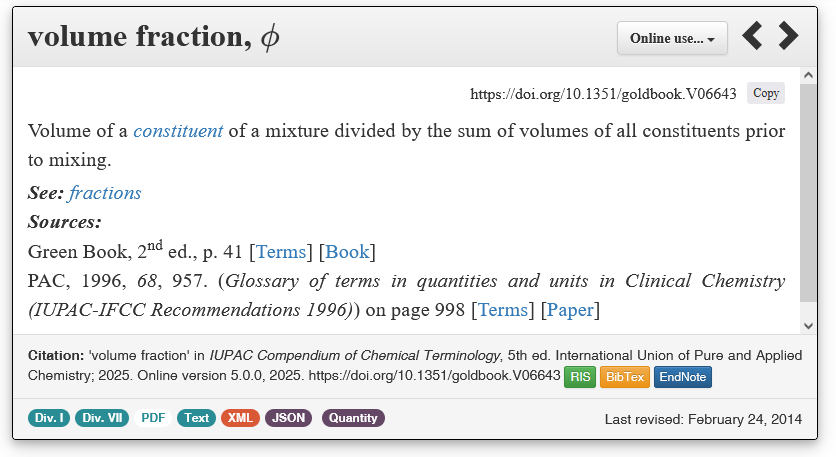 volume fraction, ϕ
Online use...
https://doi.org/10.1351/goldbook.V06643 Copy
Volume of a constituent of a mixture divided by the sum of volumes of all constituents prior
to mixing.
See: fractions
Sources:
Green Book, 2nd ed., p. 41 [Terms] [Book]
PAC, 1996, 68, 957. (Glossary of terms in quantities and units in Clinical Chemistry
(IUPAC-IFCC Recommendations 1996)) on page 998 [Terms] [Paper]
Citation: 'volume fraction' in IUPAC Compendium of Chemical Terminology, 5th ed. International Union of Pure and Applied
Chemistry; 2025. Online version 5.0.0, 2025. https://doi.org/10.1351/goldbook.V06643 RIS BibTex EndNote
Div. I Div. VII PDF Text XML JSON Quantity Last revised: February 24, 2014